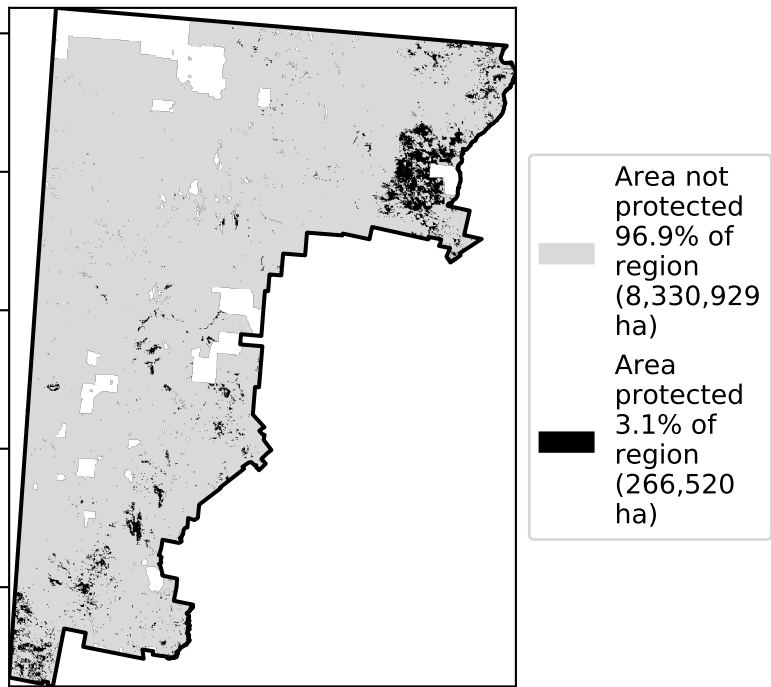 Area not
protected
96.9% of
region
(8,330,929
ha)
Area
protected
3.1% of
region
(266,520
ha)